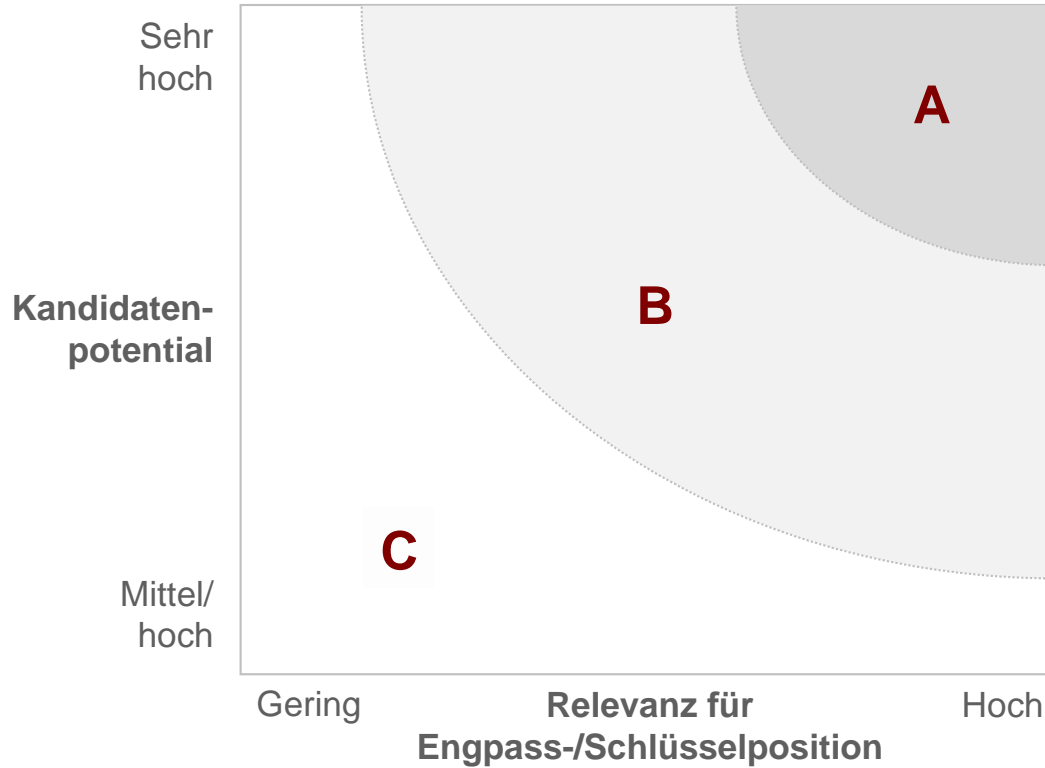 Sehr
hoch
A
Kandidaten-
potential
B
C
Mittel/
hoch
Gering
Relevanz für
Engpass-/Schlüsselposition
Hoch